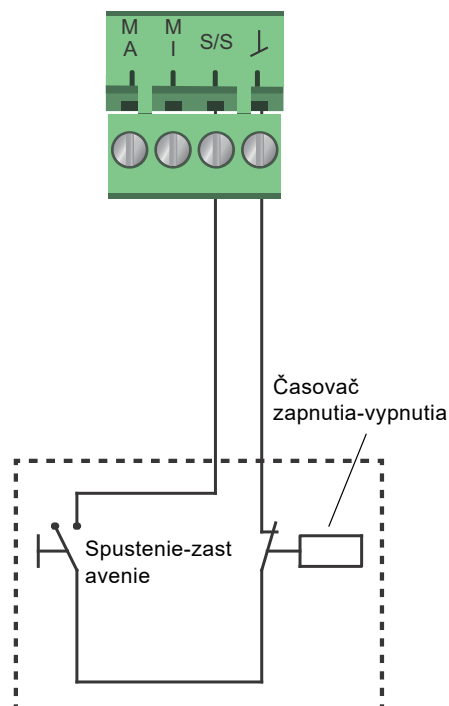 M
A
M
I
S/S
Časovač
zapnutia-vypnutia
Spustenie-zast
avenie